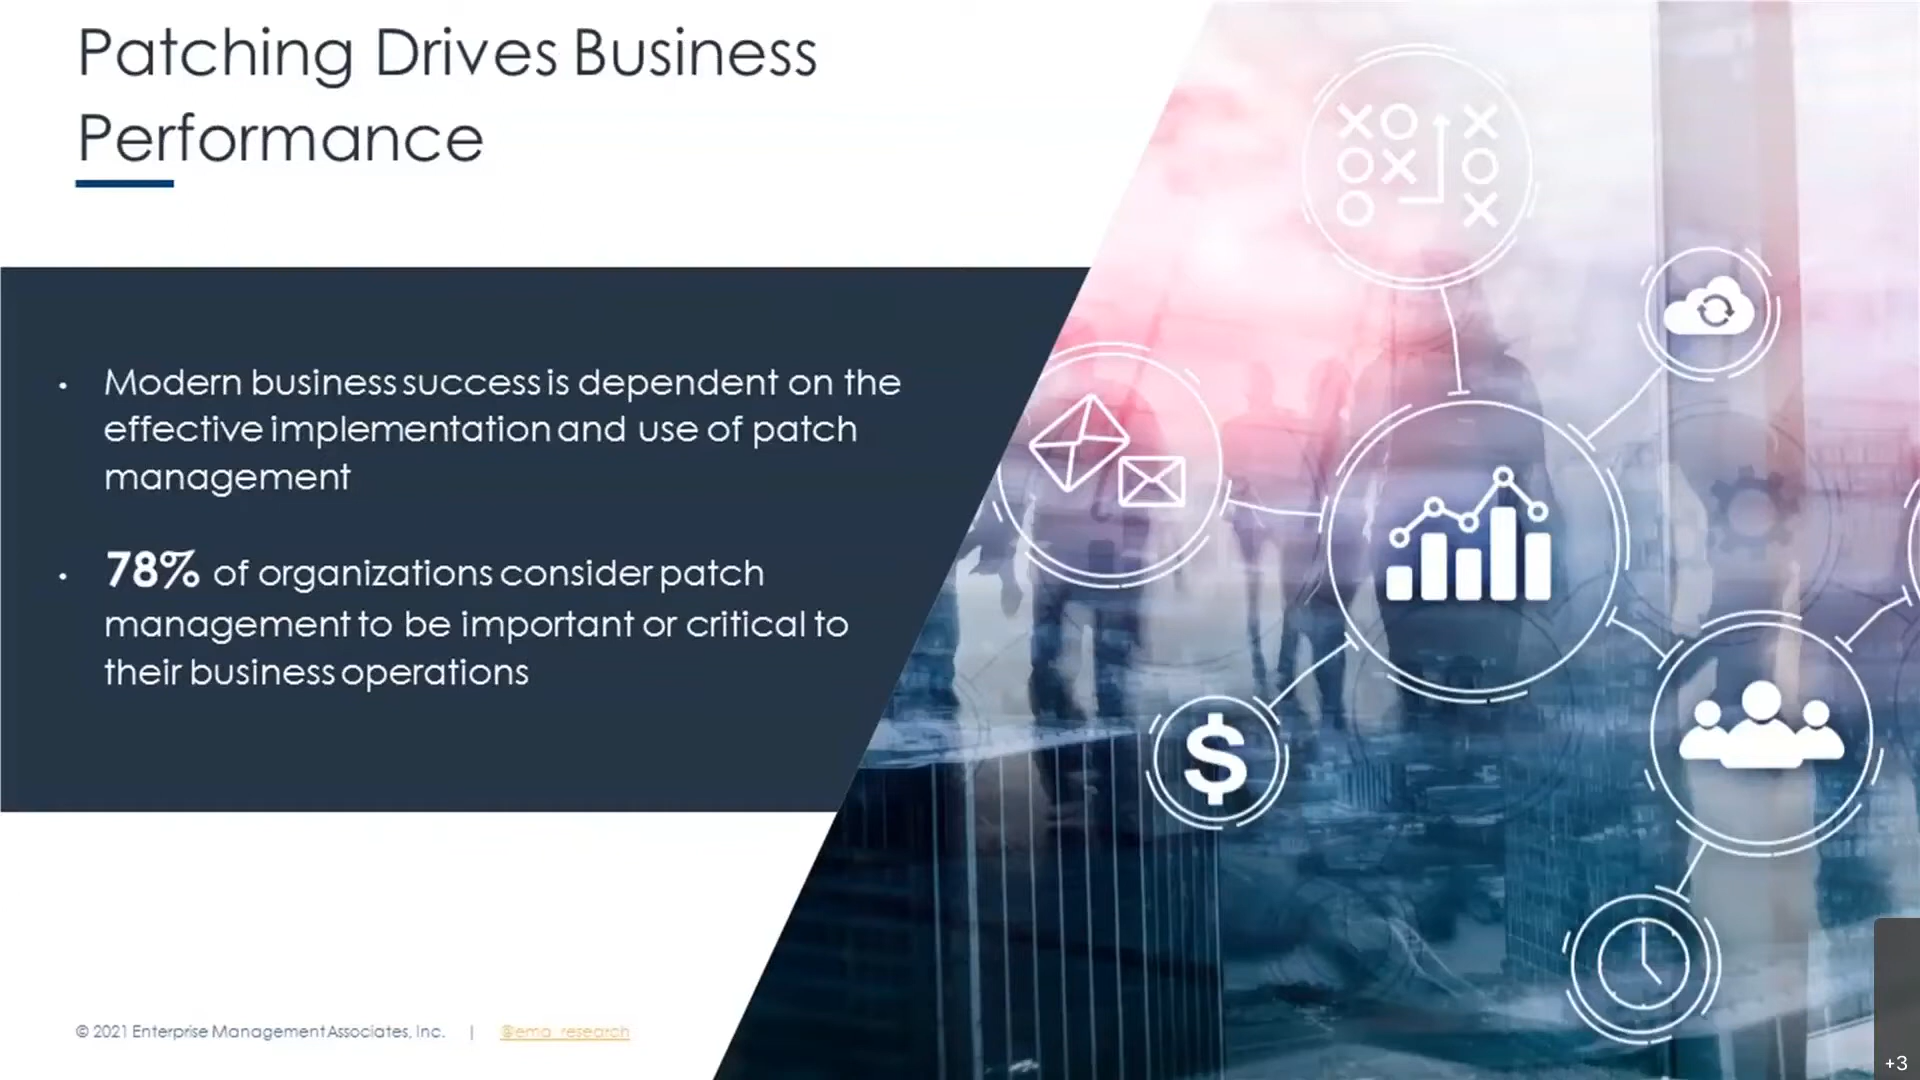 Patching Drives Business
Performance
• Modern business success is dependent on the
effective implementation and use of patch
management
• 78% of organizations consider patch
management to be important or critical to
their business operations
© 2021 Enterprise Management Associates, Inc. | @ema_research
+3